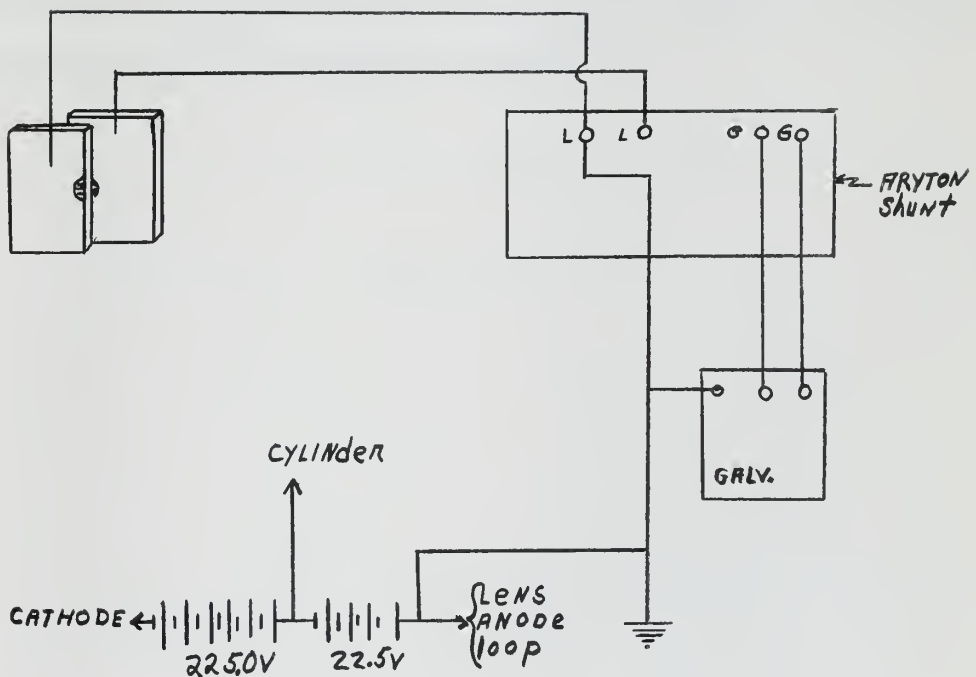 L L G G
ARYTON
Shunt
CYLINdeR
GALV.
CATHODE
LeNS
ANODe
loop
225.0V 22.5V